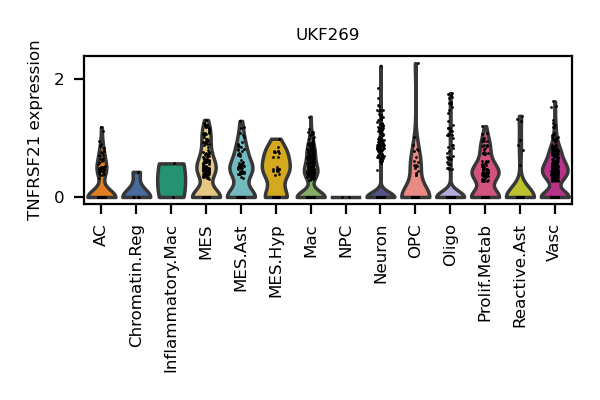 UKF269
TNFRSF21 expression
2
0
AC
Chromatin.Reg
Inflammatory.Mac
MES
MES.Ast
MES.Hyp
Mac
NPC
Neuron
OPC
Oligo
Prolif.Metab
Reactive.Ast
Vasc